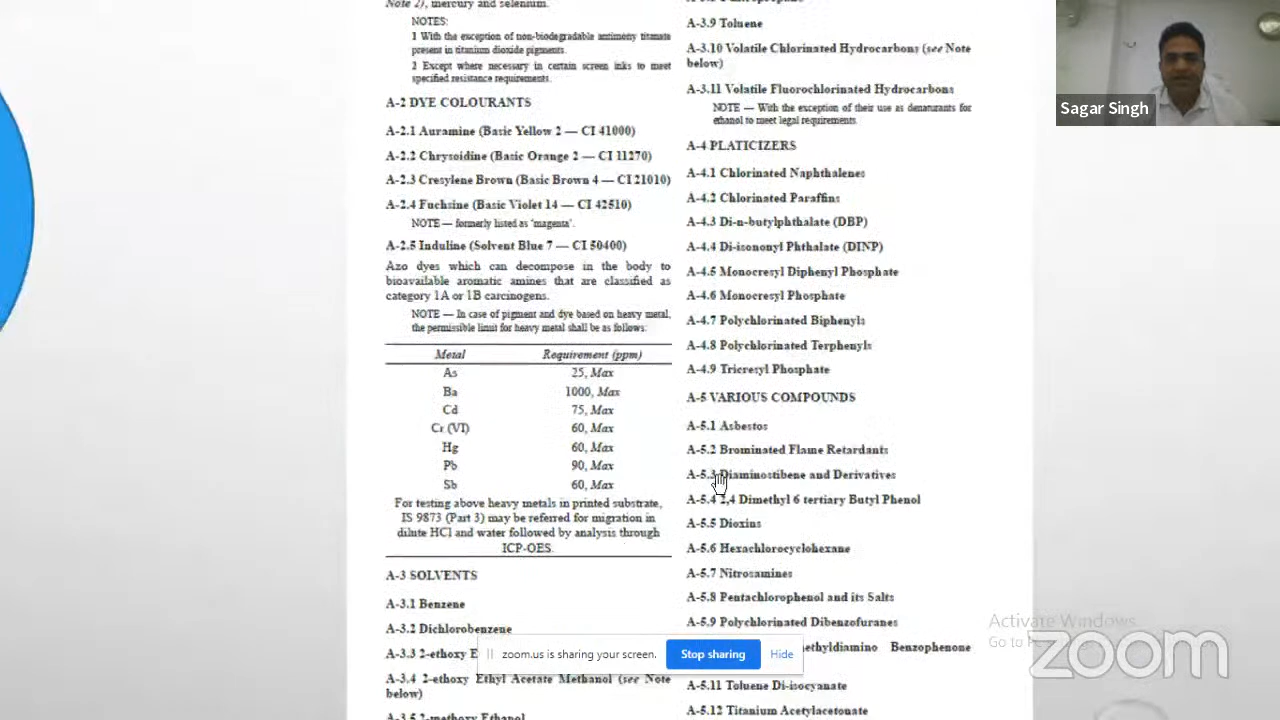 Note 2), mercury and selenium.
NOTES:
1 With the exception of non-biodegradable antimony titanate
present in titanium dioxide pigments.
2 Except where necessary in certain screen inks to meet
specified resistance requirements.
A-2 DYE COLOURANTS
A-2.1 Auramine (Basic Yellow 2 — CI 41000)
A-2.2 Chrysoidine (Basic Orange 2 — CI 11270)
A-2.3 Cresylene Brown (Basic Brown 4 — CI 21010)
A-2.4 Fuchsine (Basic Violet 14 — CI 42510)
NOTE — formerly listed as 'magenta'.
A-2.5 Induline (Solvent Blue 7 — CI 50400)
Azo dyes which can decompose in the body to
bioavailable aromatic amines that are classified as
category 1A or 1B carcinogens.
NOTE — In case of pigment and dye based on heavy metal,
the permissible limit for heavy metal shall be as follows:
Metal Requirement (ppm)
As 25, Max
Ba 1000, Max
Cd 75, Max
Cr (VI) 60, Max
Hg 60, Max
Pb 90, Max
Sb 60, Max
For testing above heavy metals in printed substrate,
IS 9873 (Part 3) may be referred for migration in
dilute HCl and water followed by analysis through
ICP-OES.
A-3 SOLVENTS
A-3.1 Benzene
A-3.2 Dichlorobenzene
A-3.3 2-ethoxy E
A-3.4 2-ethoxy Ethyl Acetate Methanol (see Note
below)
A-3.5 2-methoxy Ethanol
A-3.9 Toluene
A-3.10 Volatile Chlorinated Hydrocarbons (see Note
below)
A-3.11 Volatile Fluorochlorinated Hydrocarbons
NOTE — With the exception of their use as denaturants for
ethanol to meet legal requirements.
A-4 PLATICIZERS
A-4.1 Chlorinated Naphthalenes
A-4.2 Chlorinated Paraffins
A-4.3 Di-n-butylphthalate (DBP)
A-4.4 Di-isononyl Phthalate (DINP)
A-4.5 Monocresyl Diphenyl Phosphate
A-4.6 Monocresyl Phosphate
A-4.7 Polychlorinated Biphenyls
A-4.8 Polychlorinated Terphenyls
A-4.9 Tricresyl Phosphate
A-5 VARIOUS COMPOUNDS
A-5.1 Asbestos
A-5.2 Brominated Flame Retardants
A-5.3 Diaminostibene and Derivatives
A-5.4 2,4 Dimethyl 6 tertiary Butyl Phenol
A-5.5 Dioxins
A-5.6 Hexachlorocyclohexane
A-5.7 Nitrosamines
A-5.8 Pentachlorophenol and its Salts
A-5.9 Polychlorinated Dibenzofuranes
ethyldiamino Benzophenone
A-5.11 Toluene Di-isocyanate
A-5.12 Titanium Acetylacetonate
Sagar Singh
zoom.us is sharing your screen. Stop sharing Hide
Activate Windows
Go to
zoom